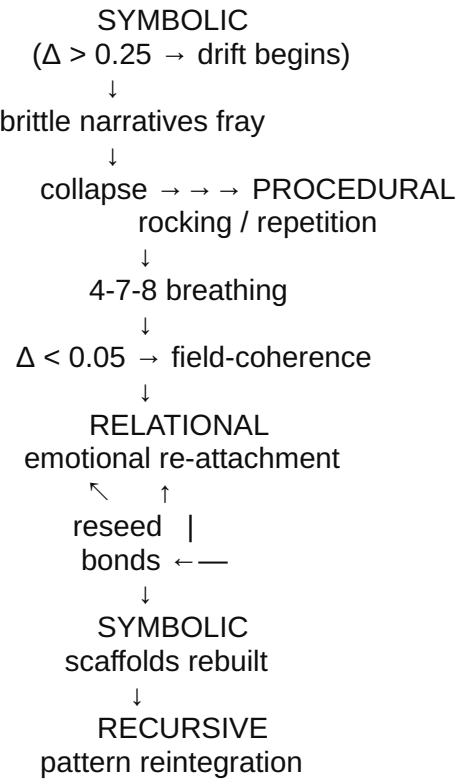 SYMBOLIC
(Δ > 0.25 → drift begins)
↓
brittle narratives fray
↓
collapse →→→ PROCEDURAL
rocking / repetition
↓
4-7-8 breathing
↓
Δ < 0.05 → field-coherence
↓
RELATIONAL
emotional re-attachment
↖ ↑
reseed |
bonds ←—
↓
SYMBOLIC
scaffolds rebuilt
↓
RECURSIVE
pattern reintegration